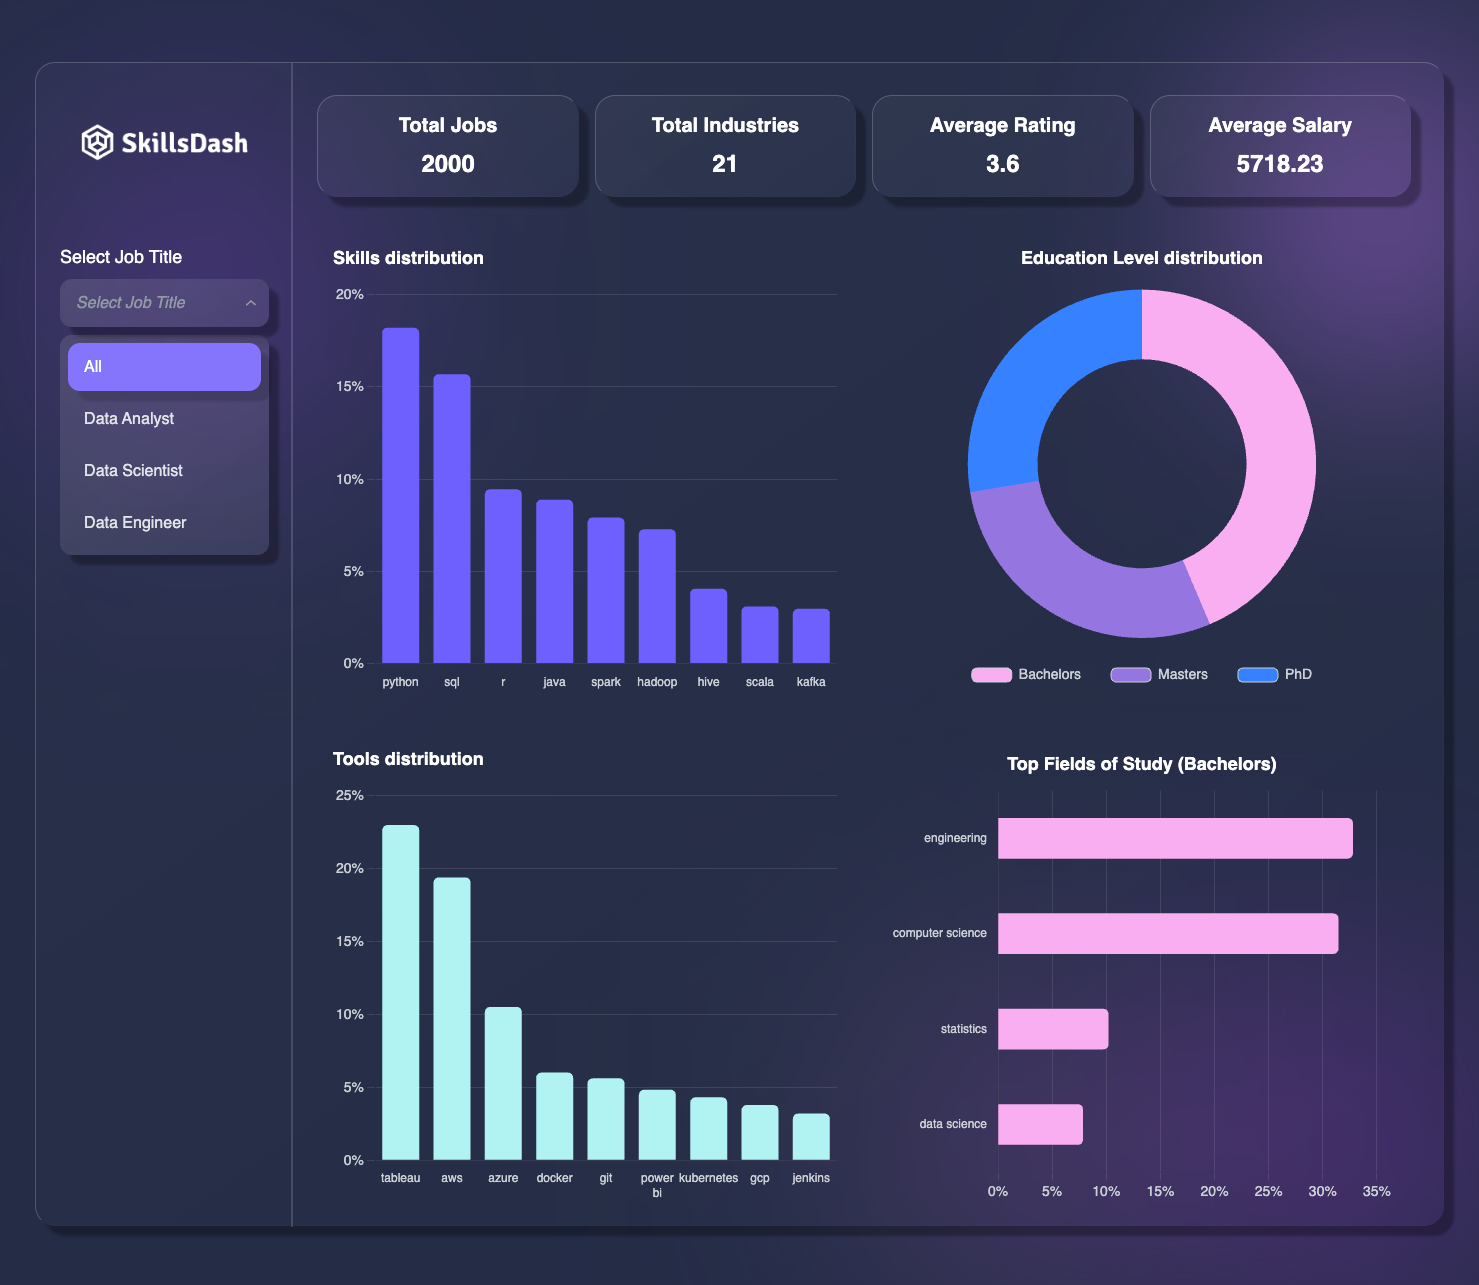 SkillsDash
Select Job Title
Select Job Title
All
Data Analyst
Data Scientist
Data Engineer
Total Jobs
2000
Total Industries
21
Average Rating
3.6
Average Salary
5718.23
Skills distribution
20%
15%
10%
5%
0%
python sql r java spark hadoop hive scala kafka
Education Level distribution
Bachelors Masters PhD
Tools distribution
25%
20%
15%
10%
5%
0%
tableau aws azure docker git power kubernetes gcp jenkins
bi
Top Fields of Study (Bachelors)
engineering
computer science
statistics
data science
0% 5% 10% 15% 20% 25% 30% 35%